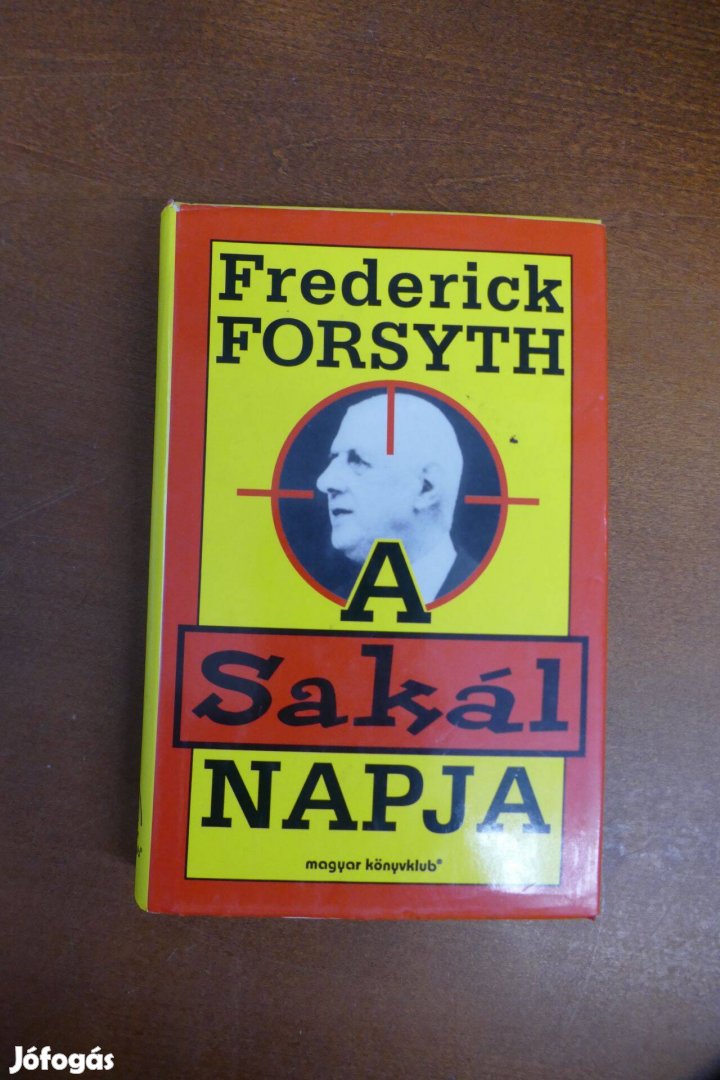 Frederick
FORSYTH
A
Sakál
NAPJA
magyar könyvklub®
Jófogás